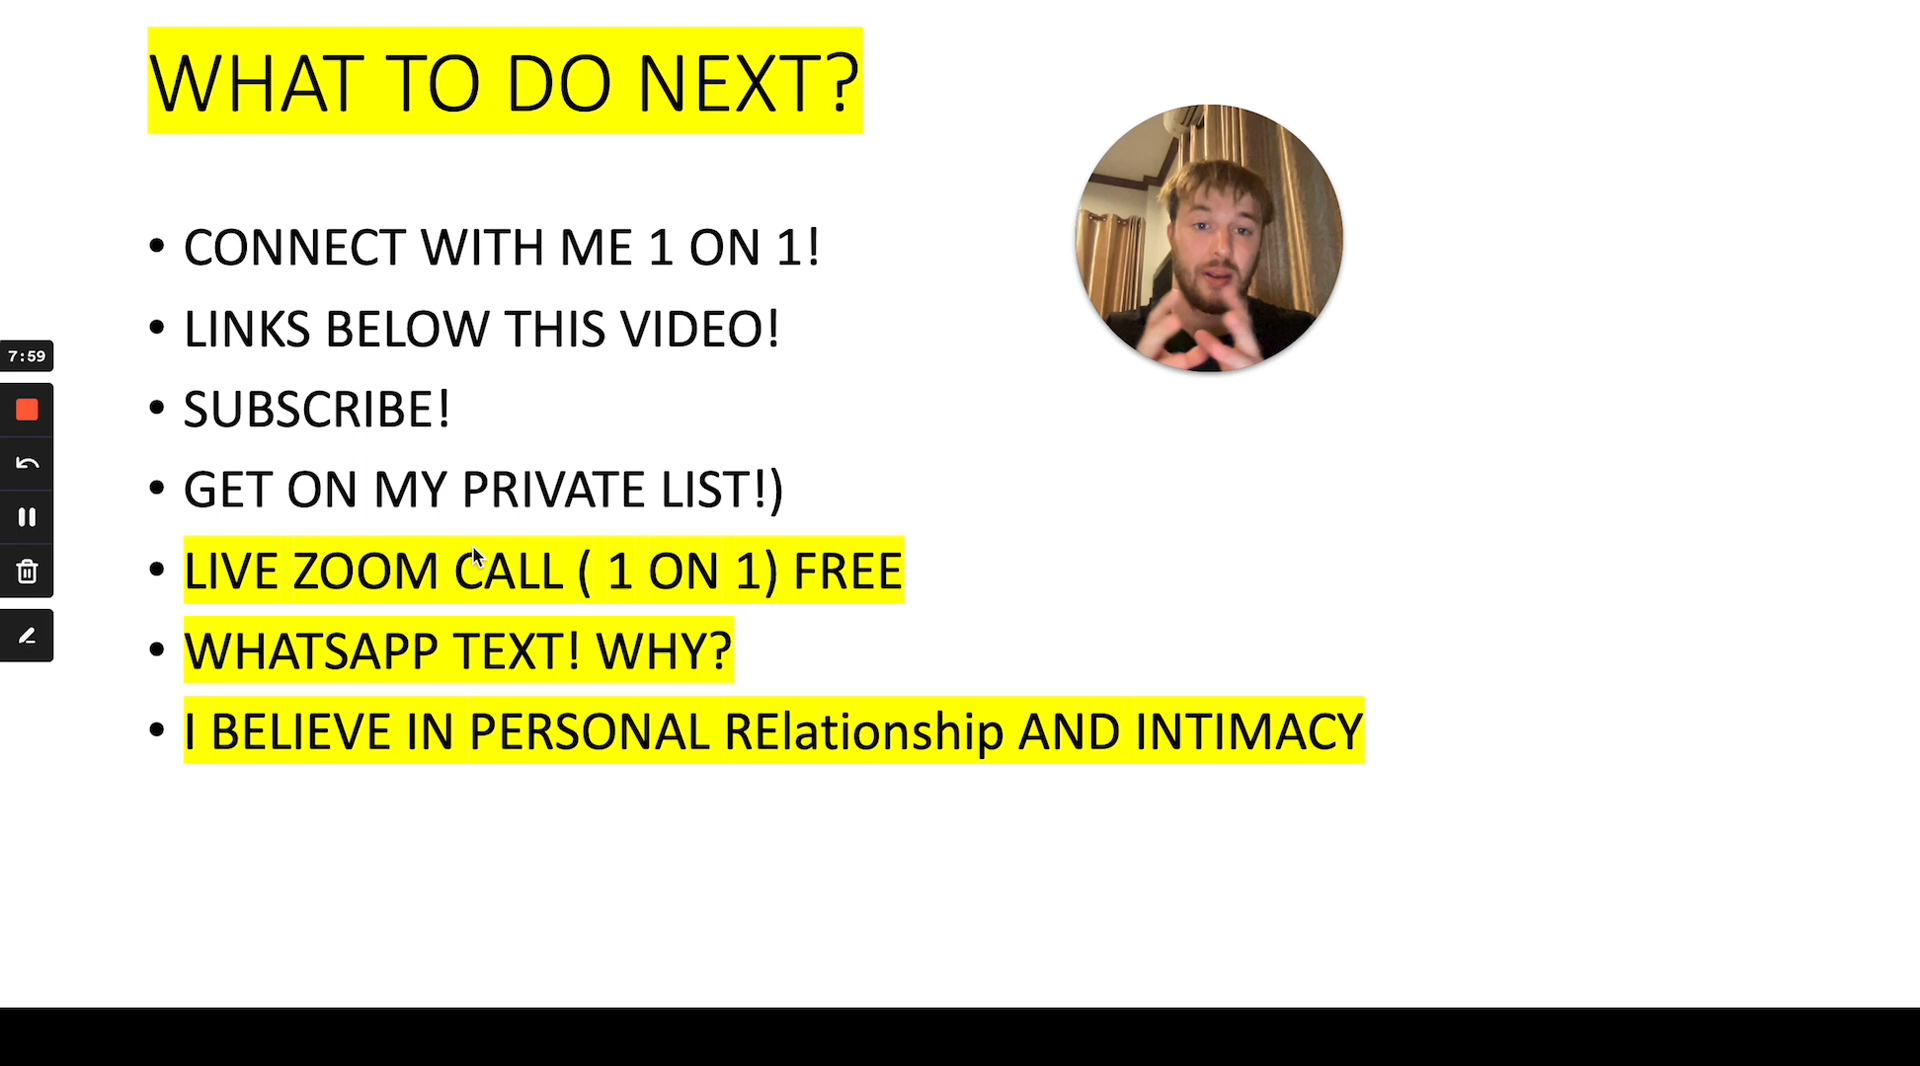 WHAT TO DO NEXT?
• CONNECT WITH ME 1 ON 1!
• LINKS BELOW THIS VIDEO!
• SUBSCRIBE!
• GET ON MY PRIVATE LIST!)
• LIVE ZOOM CALL ( 1 ON 1) FREE
• WHATSAPP TEXT! WHY?
• I BELIEVE IN PERSONAL RElationship AND INTIMACY
7:59